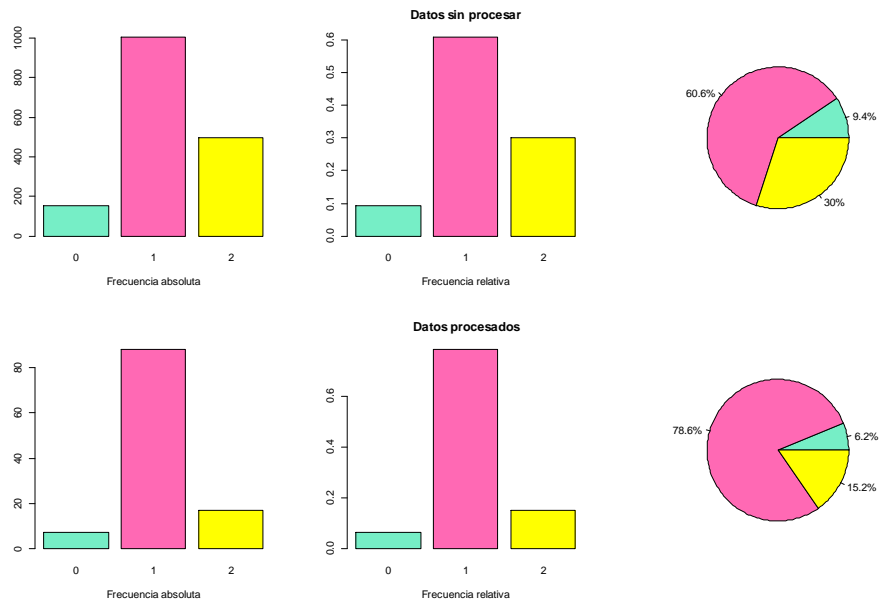 Datos sin procesar
0 200 400 600 800 1000
0 1 2
Frecuencia absoluta
0.0 0.1 0.2 0.3 0.4 0.5 0.6
0 1 2
Frecuencia relativa
60.6%
9.4%
30%
Datos procesados
0 20 40 60 80
0 1 2
Frecuencia absoluta
0.0 0.2 0.4 0.6
0 1 2
Frecuencia relativa
78.6%
6.2%
15.2%